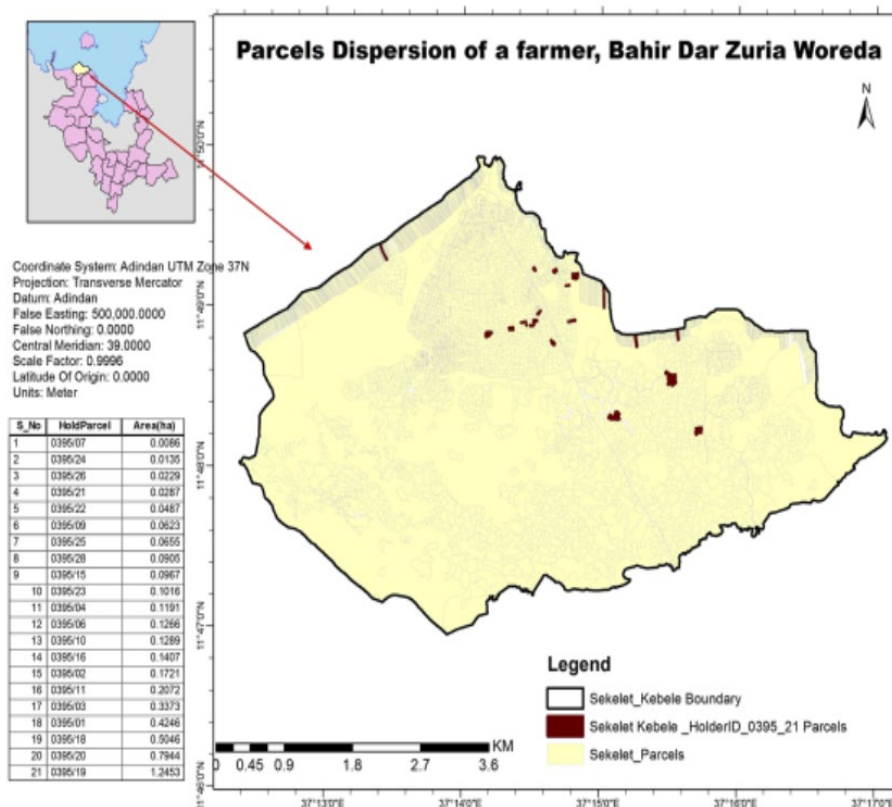 Parcels Dispersion of a farmer, Bahir Dar Zuria Woreda
N
Coordinate System: Adindan UTM Zone 37N
Projection: Transverse Mercator
Datum: Adindan
False Easting: 500,000.0000
False Northing: 0.0000
Central Meridian: 39.0000
Scale Factor: 0.9996
Latitude Of Origin: 0.0000
Units: Meter
S_No HoldParcel Area(ha)
1 0395/07 0.0086
2 0395/24 0.0135
3 0395/26 0.0229
4 0395/21 0.0287
5 0395/22 0.0487
6 0395/09 0.0623
7 0395/25 0.0655
8 0395/28 0.0905
9 0395/15 0.0967
10 0395/23 0.1016
11 0395/04 0.1191
12 0395/06 0.1266
13 0395/10 0.1289
14 0395/16 0.1407
15 0395/02 0.1721
16 0395/11 0.2072
17 0395/03 0.3373
18 0395/01 0.4246
19 0395/18 0.5046
20 0395/20 0.7944
21 0395/19 1.2453
11°50'0"N
11°49'0"N
11°48'0"N
11°47'0"N
11°46'0"N
Legend
Sekelet_Kebele Boundary
Sekelet Kebele _HolderID_0395_21 Parcels
Sekelet_Parcels
KM
0 0.45 0.9 1.8 2.7 3.6
37°13'0"E 37°14'0"E 37°15'0"E 37°16'0"E 37°17'0"E